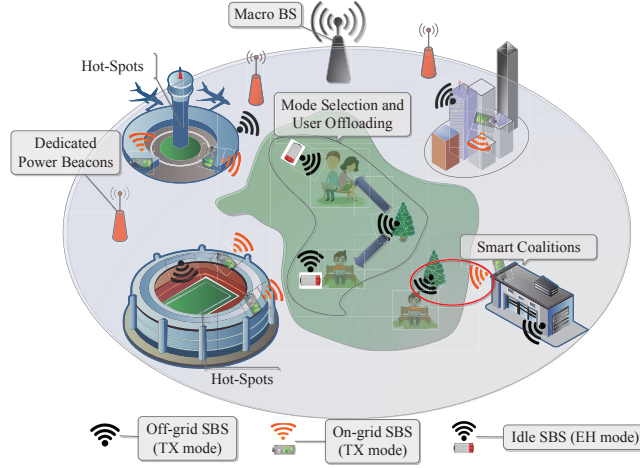 Macro BS
Hot-Spots
Mode Selection and
User Offloading
Dedicated
Power Beacons
Smart Coalitions
Hot-Spots
Off-grid SBS
(TX mode)
On-grid SBS
(TX mode)
Idle SBS (EH mode)